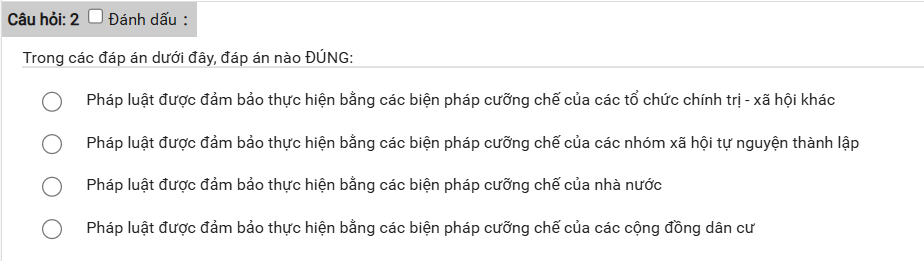 Câu hỏi: 2 Đánh dấu :
Trong các đáp án dưới đây, đáp án nào ĐÚNG:
Pháp luật được đảm bảo thực hiện bằng các biện pháp cưỡng chế của các tổ chức chính trị - xã hội khác
Pháp luật được đảm bảo thực hiện bằng các biện pháp cưỡng chế của các nhóm xã hội tự nguyện thành lập
Pháp luật được đảm bảo thực hiện bằng các biện pháp cưỡng chế của nhà nước
Pháp luật được đảm bảo thực hiện bằng các biện pháp cưỡng chế của các cộng đồng dân cư